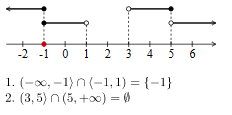 -2 -1 0 1 2 3 4 5 6
1. (−∞, −1⟩ ∩ ⟨−1, 1) = {−1}
2. (3, 5⟩ ∩ (5, +∞) = ∅